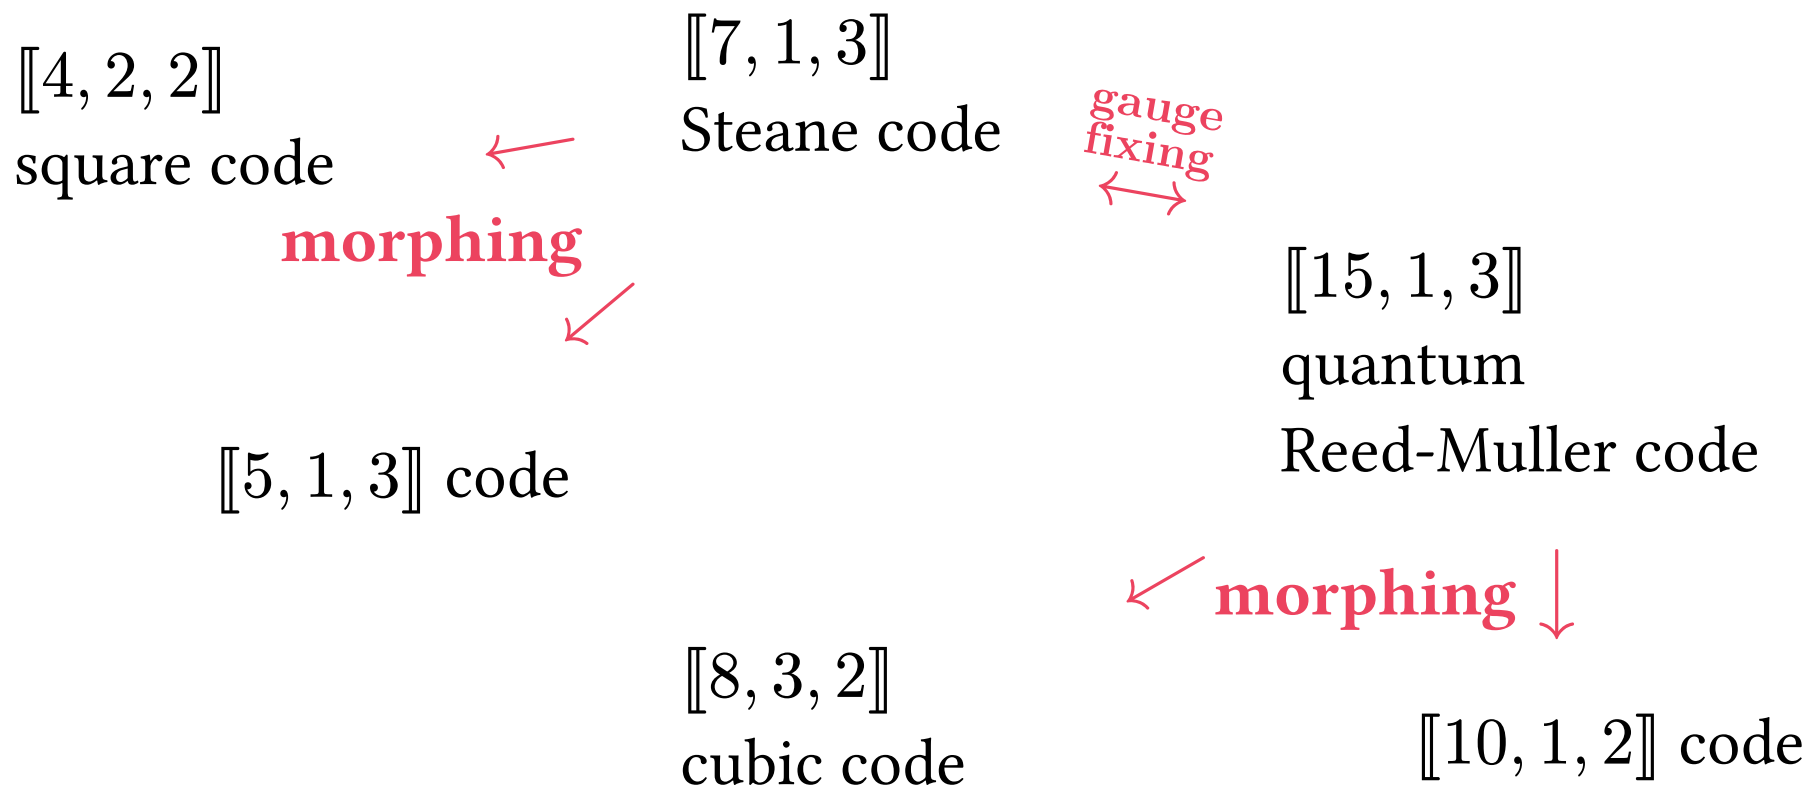 ⟦4, 2, 2⟧
square code
⟦7, 1, 3⟧
Steane code
gauge
fixing
morphing
⟦15, 1, 3⟧
quantum
Reed-Muller code
⟦5, 1, 3⟧ code
morphing
⟦8, 3, 2⟧
cubic code
⟦10, 1, 2⟧ code